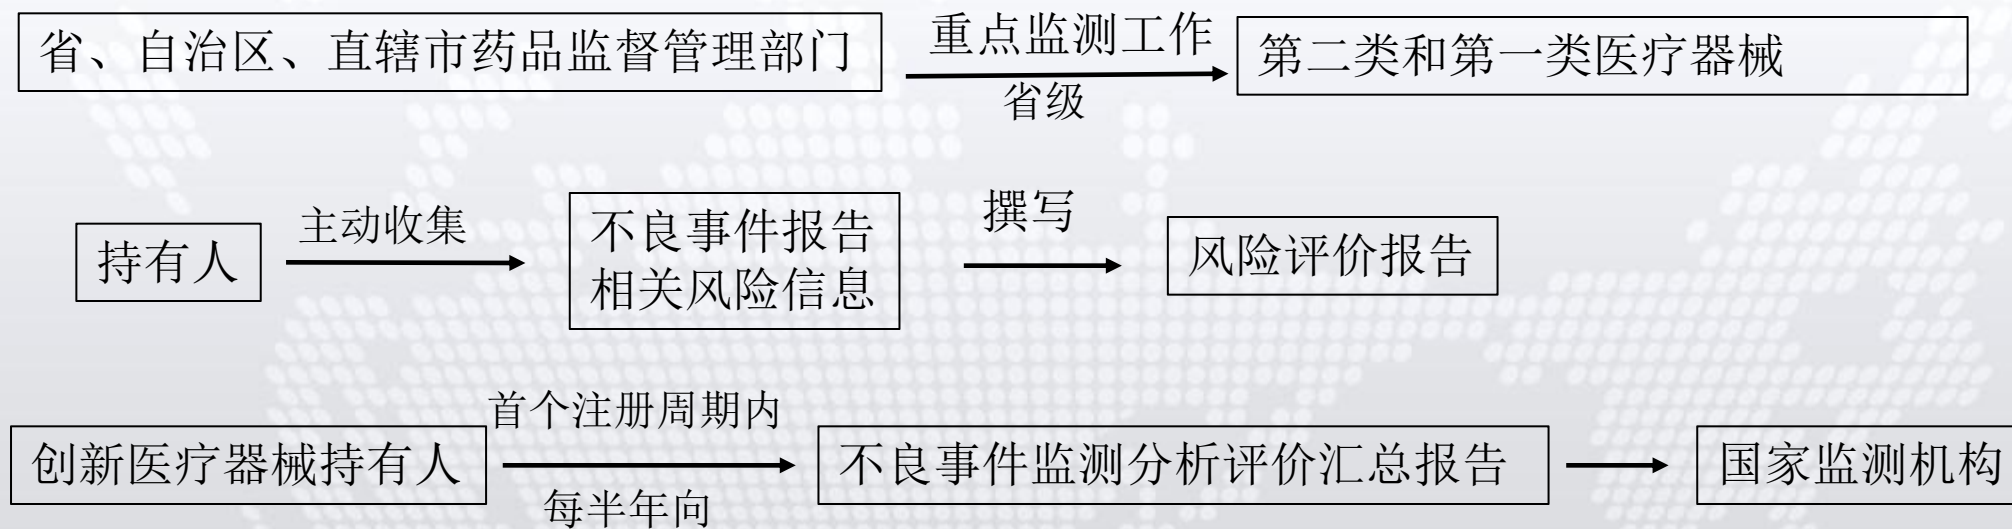 省、自治区、直辖市药品监督管理部门
重点监测工作
省级
第二类和第一类医疗器械
持有人
主动收集
不良事件报告
相关风险信息
撰写
风险评价报告
创新医疗器械持有人
首个注册周期内
每半年向
不良事件监测分析评价汇总报告
国家监测机构